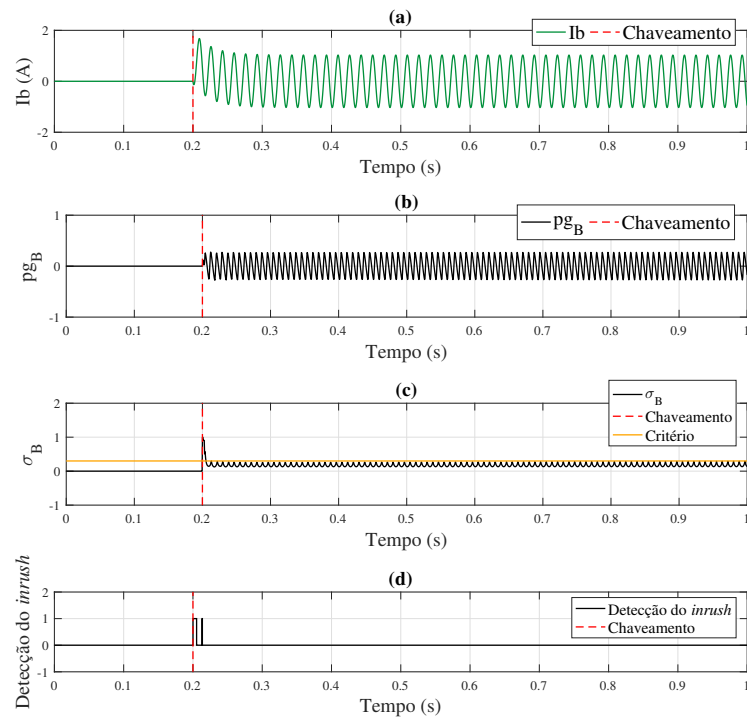 (a)
Ib (A)
2
0
-2
Ib
Chaveamento
0 0.1 0.2 0.3 0.4 0.5 0.6 0.7 0.8 0.9 1
Tempo (s)
(b)
pg_B
1
0
-1
pg_B
Chaveamento
0 0.1 0.2 0.3 0.4 0.5 0.6 0.7 0.8 0.9 1
Tempo (s)
(c)
σ_B
2
1
0
-1
σ_B
Chaveamento
Critério
0 0.1 0.2 0.3 0.4 0.5 0.6 0.7 0.8 0.9 1
Tempo (s)
(d)
Detecção do inrush
2
1
0
-1
Detecção do inrush
Chaveamento
0 0.1 0.2 0.3 0.4 0.5 0.6 0.7 0.8 0.9 1
Tempo (s)